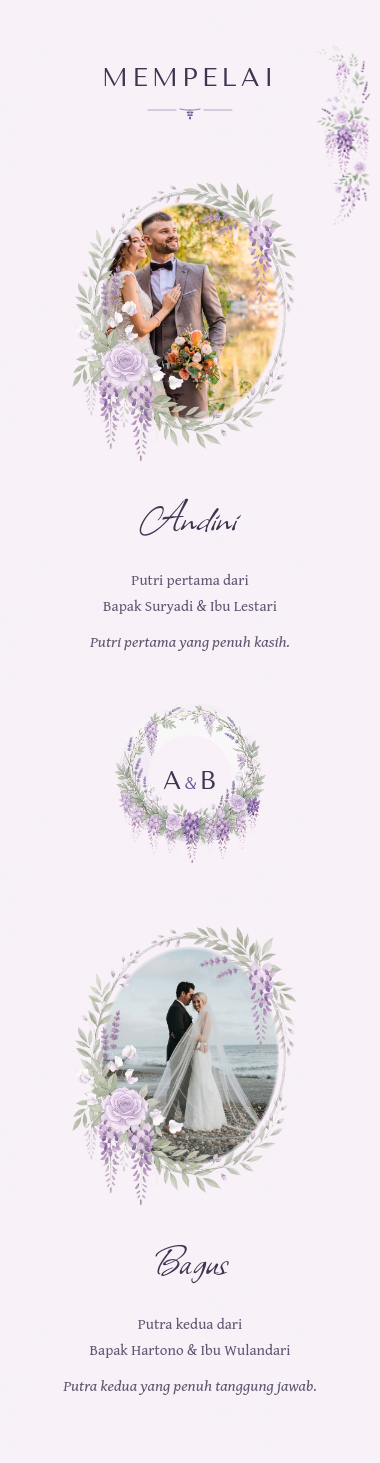 MEMPELAI
Andini
Putri pertama dari
Bapak Suryadi & Ibu Lestari
Putri pertama yang penuh kasih.
A & B
Bagus
Putra kedua dari
Bapak Hartono & Ibu Wulandari
Putra kedua yang penuh tanggung jawab.